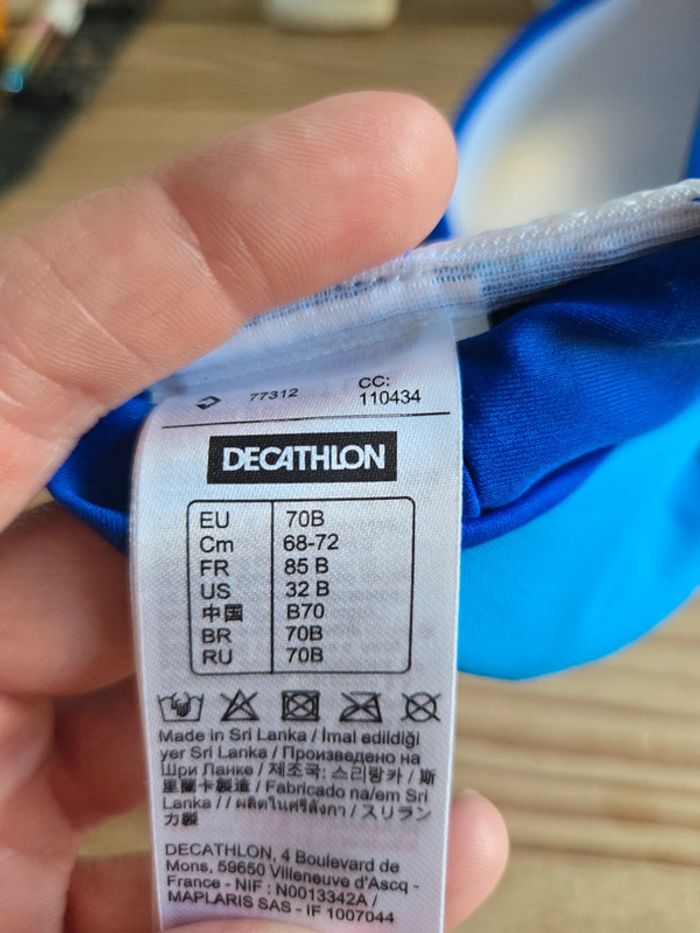 77312
CC:
110434
DECATHLON
EU 70B
Cm 68-72
FR 85 B
US 32 B
中国 B70
BR 70B
RU 70B
Made in Sri Lanka / İmal edildiği
yer Sri Lanka / Произведено на
Шри Ланке / 제조국: 스리랑카 / 斯
里蘭卡製造 / Fabricado na/em Sri
Lanka / / ผลิตในศรีลังกา / スリラン
カ製
DECATHLON, 4 Boulevard de
Mons, 59650 Villeneuve d'Ascq -
France - NIF : N0013342A /
MAPLARIS SAS - IF 1007044